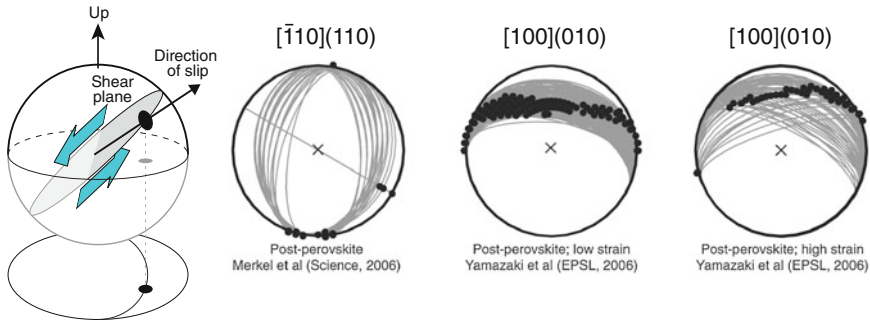 Up
Direction
of slip
Shear
plane
[1̄10](110)
Post-perovskite
Merkel et al (Science, 2006)
[100](010)
Post-perovskite; low strain
Yamazaki et al (EPSL, 2006)
[100](010)
Post-perovskite; high strain
Yamazaki et al (EPSL, 2006)